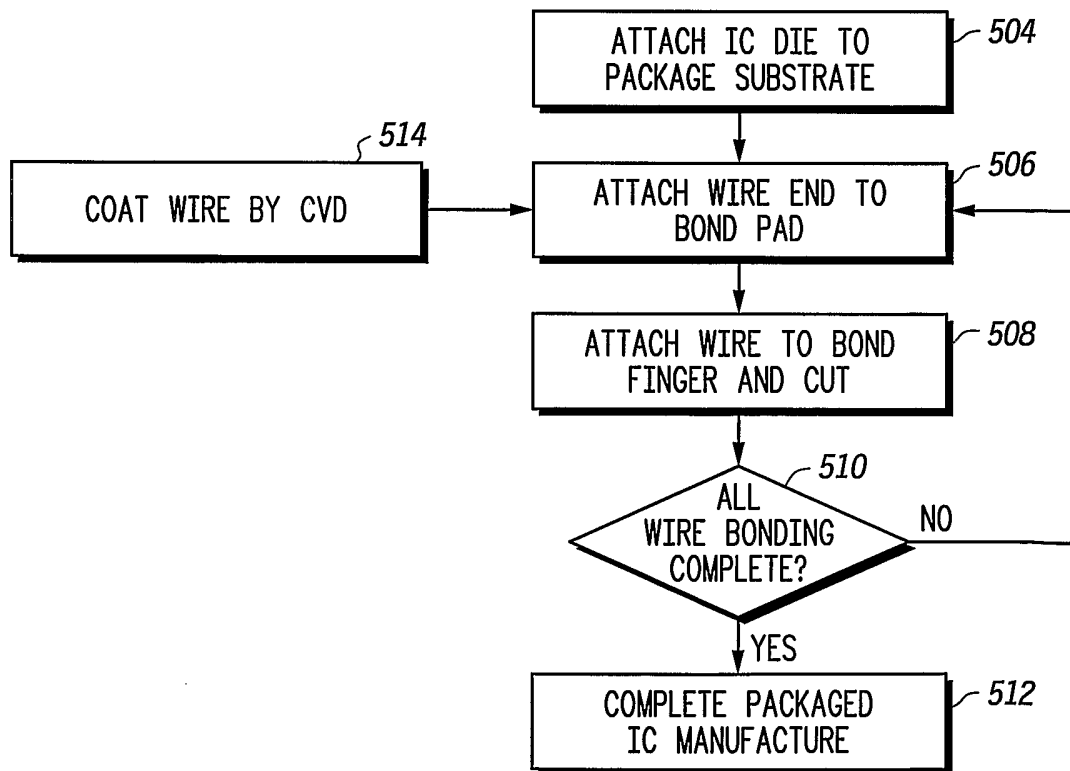 ATTACH IC DIE TO
PACKAGE SUBSTRATE
504
514
COAT WIRE BY CVD
ATTACH WIRE END TO
BOND PAD
506
ATTACH WIRE TO BOND
FINGER AND CUT
508
510
ALL
WIRE BONDING
COMPLETE?
NO
YES
COMPLETE PACKAGED
IC MANUFACTURE
512